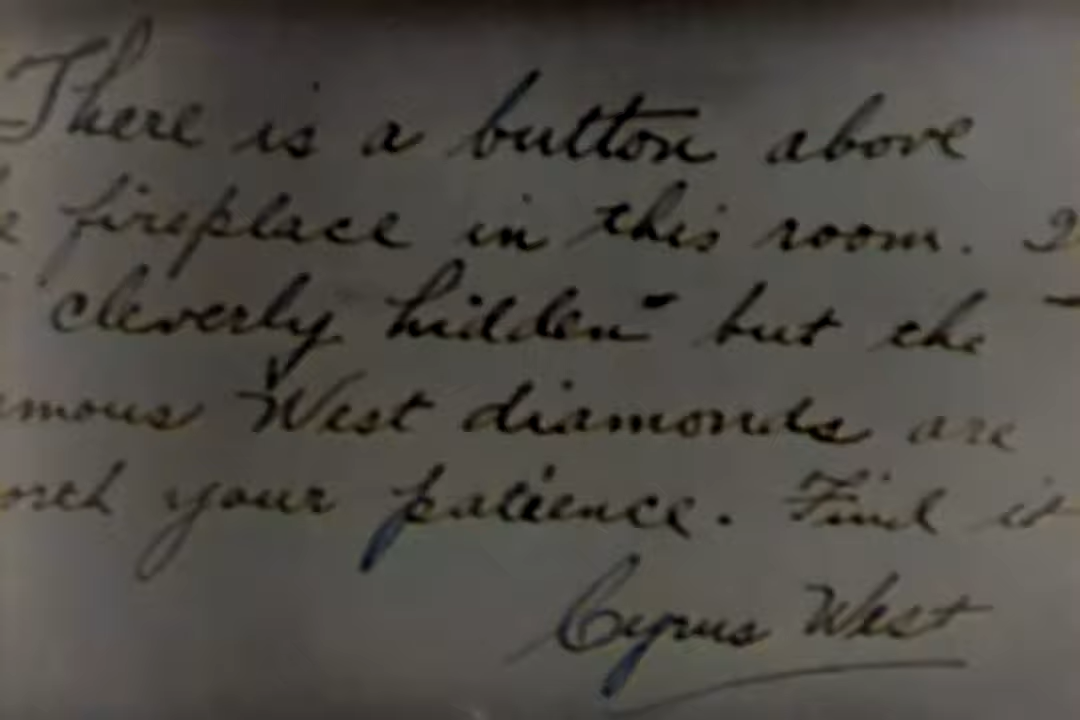 There is a button above
fireplace in this room.
"cleverly hidden" but the
West diamonds are
your patience. Find it
Cyrus West